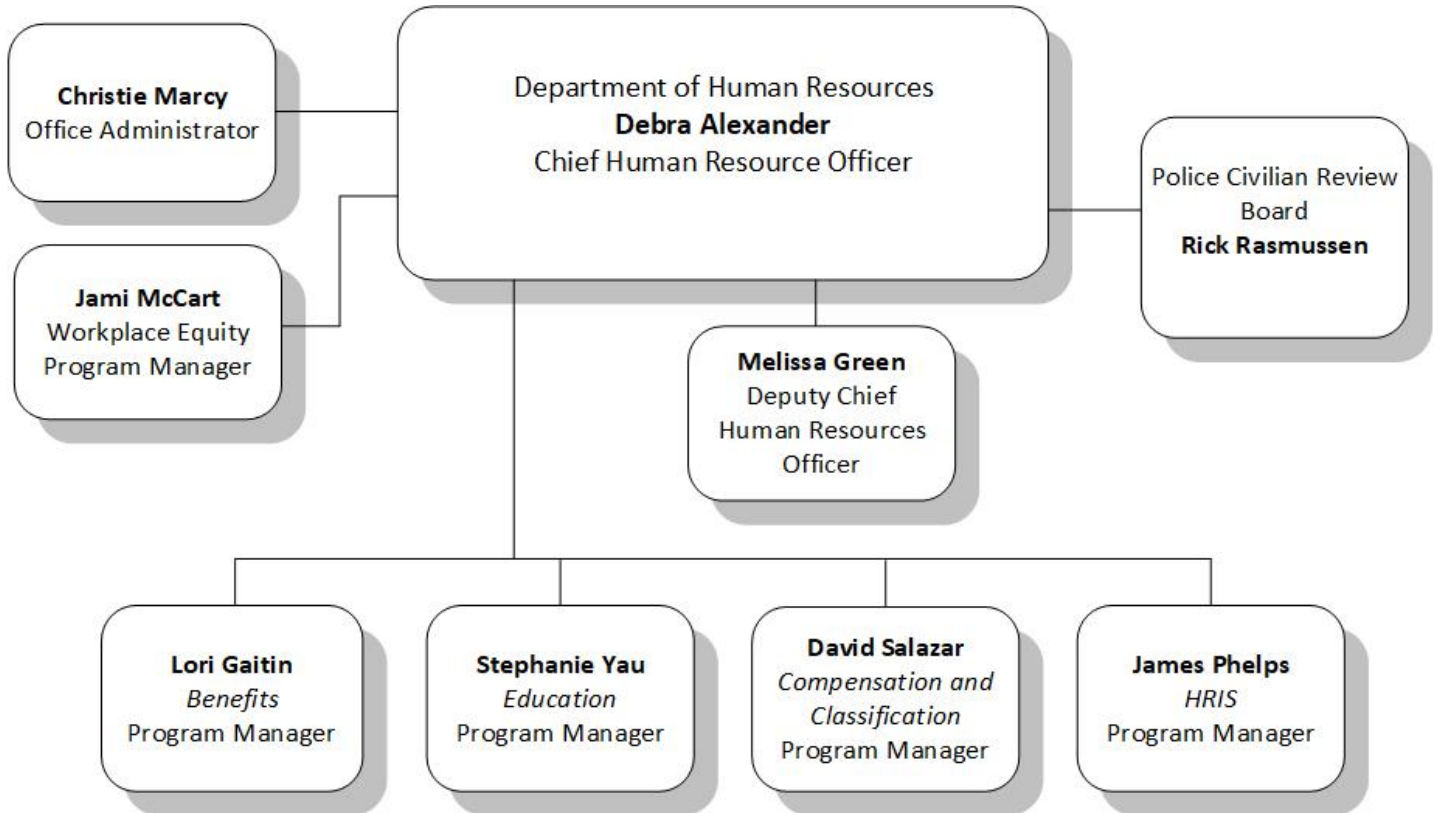 Christie Marcy
Office Administrator
Department of Human Resources
Debra Alexander
Chief Human Resource Officer
Police Civilian Review
Board
Rick Rasmussen
Jami McCart
Workplace Equity
Program Manager
Melissa Green
Deputy Chief
Human Resources
Officer
Lori Gaitin
Benefits
Program Manager
Stephanie Yau
Education
Program Manager
David Salazar
Compensation and
Classification
Program Manager
James Phelps
HRIS
Program Manager